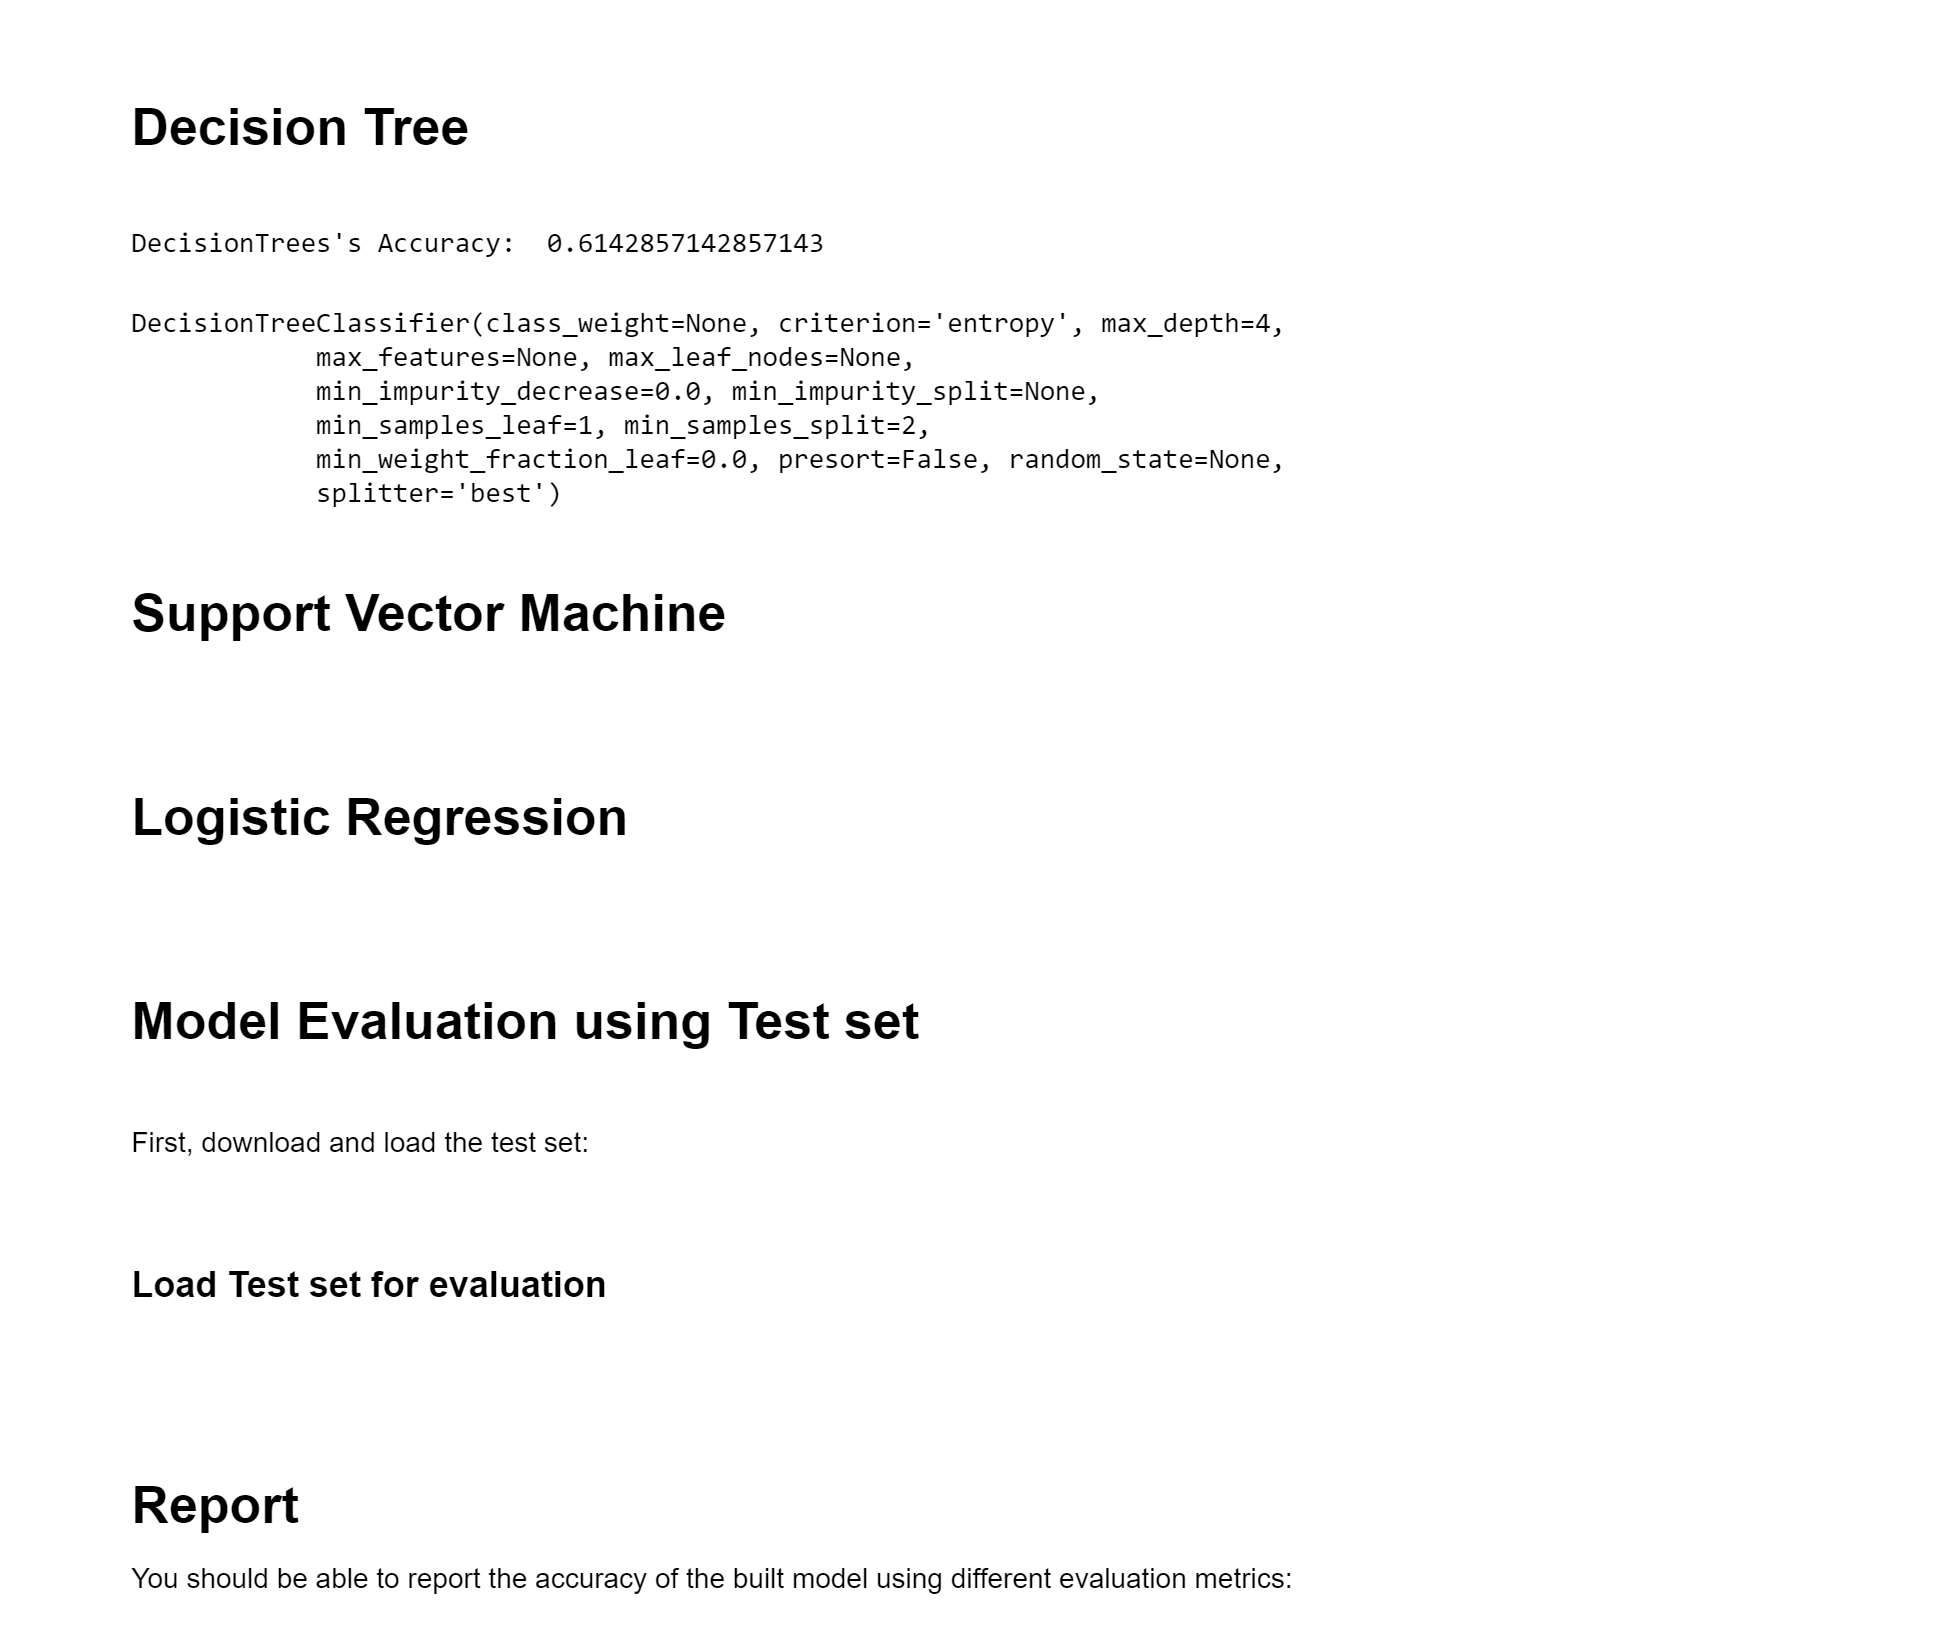 Decision Tree
DecisionTrees's Accuracy:  0.6142857142857143
DecisionTreeClassifier(class_weight=None, criterion='entropy', max_depth=4,
            max_features=None, max_leaf_nodes=None,
            min_impurity_decrease=0.0, min_impurity_split=None,
            min_samples_leaf=1, min_samples_split=2,
            min_weight_fraction_leaf=0.0, presort=False, random_state=None,
            splitter='best')
Support Vector Machine
Logistic Regression
Model Evaluation using Test set
First, download and load the test set:
Load Test set for evaluation
Report
You should be able to report the accuracy of the built model using different evaluation metrics: